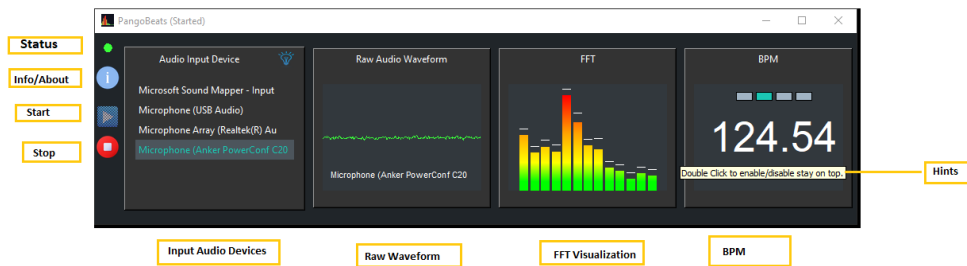 PangoBeats (Started)
Status
Info/About
Start
Stop
Audio Input Device
Microsoft Sound Mapper - Input
Microphone (USB Audio)
Microphone Array (Realtek(R) Au
Microphone (Anker PowerConf C20
Raw Audio Waveform
Microphone (Anker PowerConf C20
FFT
BPM
124.54
Double Click to enable/disable stay on top.
Hints
Input Audio Devices
Raw Waveform
FFT Visualization
BPM